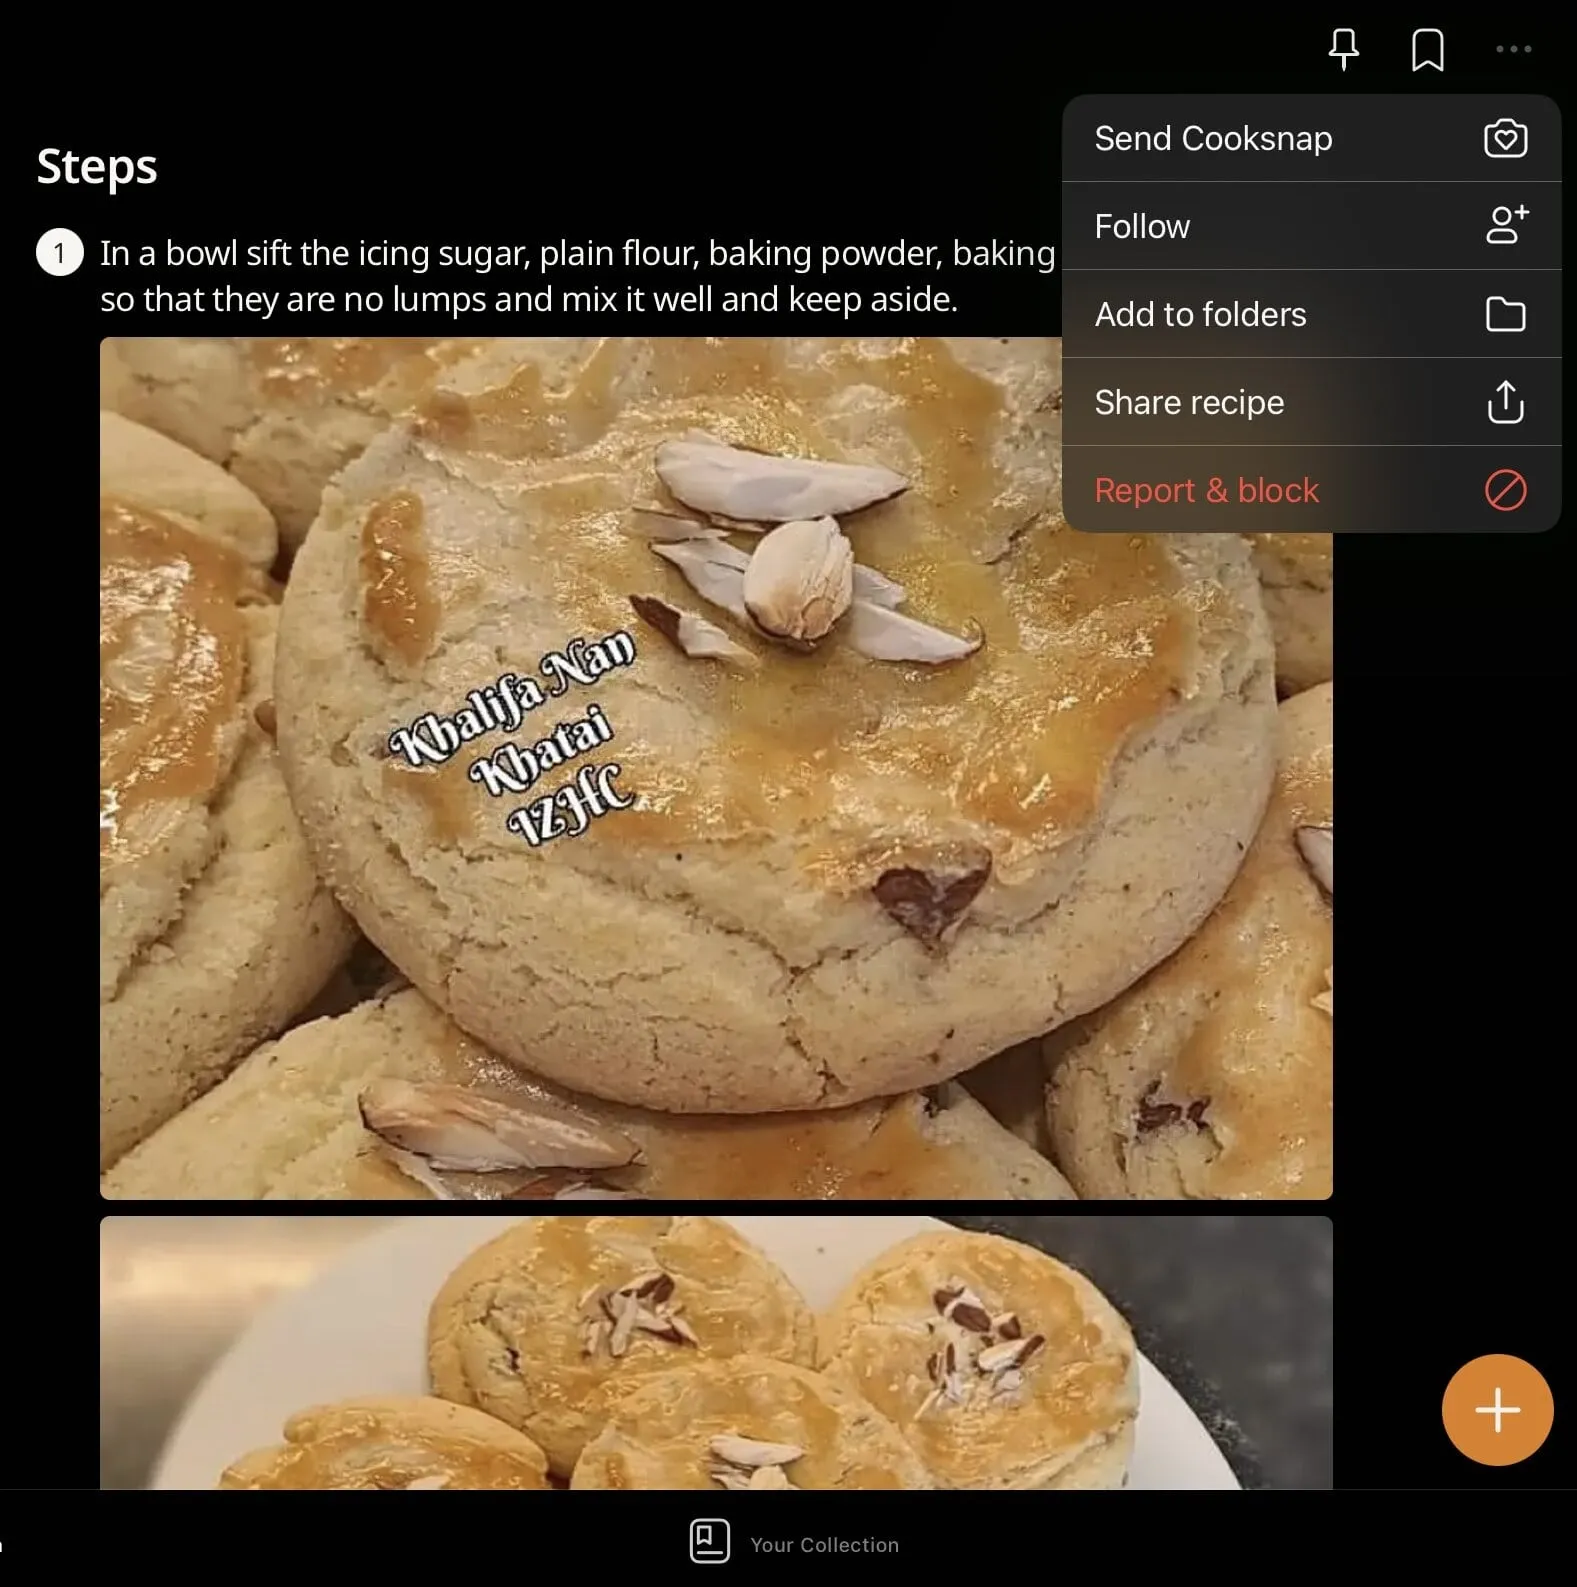 Send Cooksnap
Follow
Add to folders
Share recipe
Report & block
Steps
1 In a bowl sift the icing sugar, plain flour, baking powder, baking
so that they are no lumps and mix it well and keep aside.
Khalifa Nan
Khatai
IZHC
Your Collection